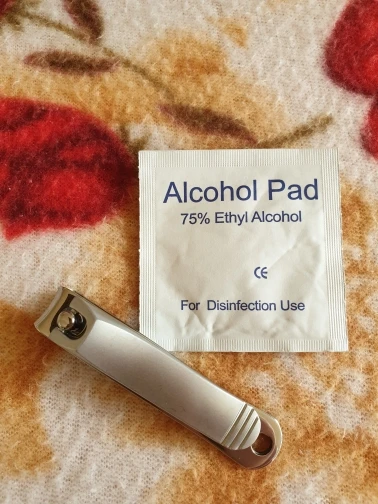 Alcohol Pad
75% Ethyl Alcohol
CE
For Disinfection Use